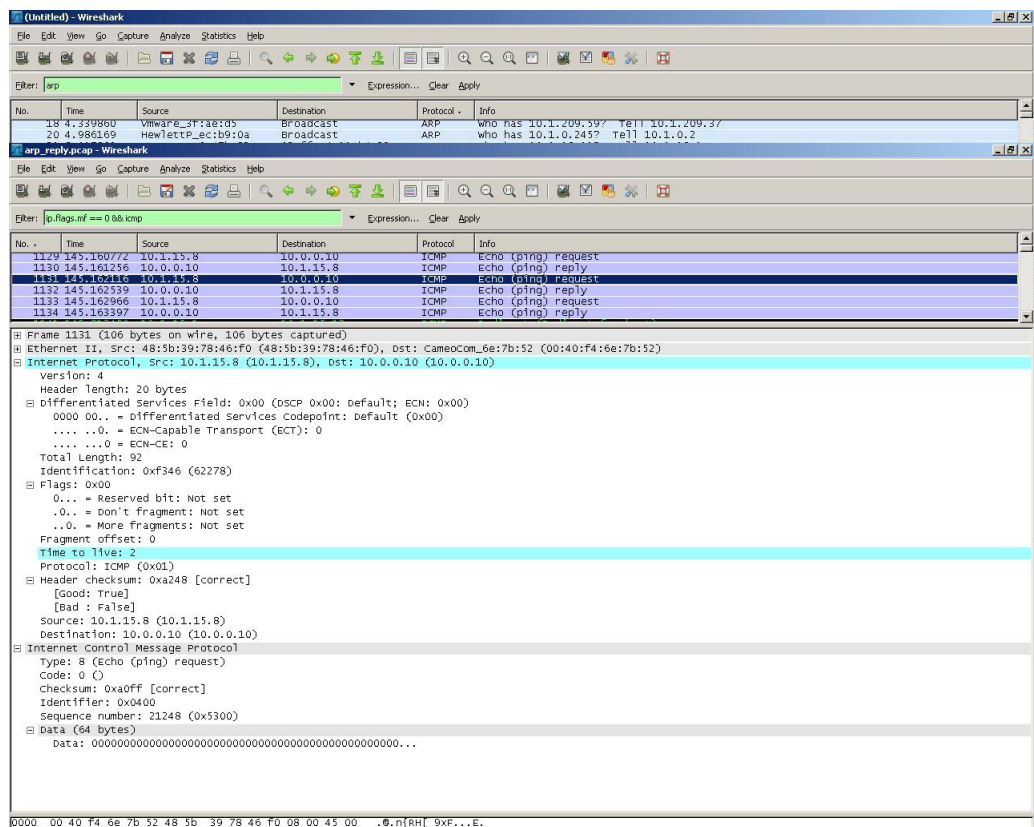 (Untitled) - Wireshark
File Edit View Go Capture Analyze Statistics Help
Filter: arp Expression... Clear Apply
No. Time Source Destination Protocol Info
18 4.339860 Vmware_3f:ae:d5 Broadcast ARP who has 10.1.209.59? Tell 10.1.209.37
20 4.986169 HewlettP_ec:b9:0a Broadcast ARP who has 10.1.0.245? Tell 10.1.0.2
arp_reply.pcap - Wireshark
File Edit View Go Capture Analyze Statistics Help
Filter: ip.flags.mf == 0 && icmp Expression... Clear Apply
No. Time Source Destination Protocol Info
1129 145.160772 10.1.15.8 10.0.0.10 ICMP Echo (ping) request
1130 145.161256 10.0.0.10 10.1.15.8 ICMP Echo (ping) reply
1131 145.162116 10.1.15.8 10.0.0.10 ICMP Echo (ping) request
1132 145.162539 10.0.0.10 10.1.15.8 ICMP Echo (ping) reply
1133 145.162966 10.1.15.8 10.0.0.10 ICMP Echo (ping) request
1134 145.163397 10.0.0.10 10.1.15.8 ICMP Echo (ping) reply
Frame 1131 (106 bytes on wire, 106 bytes captured)
Ethernet II, Src: 48:5b:39:78:46:f0 (48:5b:39:78:46:f0), Dst: CameoCom_6e:7b:52 (00:40:f4:6e:7b:52)
Internet Protocol, Src: 10.1.15.8 (10.1.15.8), Dst: 10.0.0.10 (10.0.0.10)
Version: 4
Header length: 20 bytes
Differentiated Services Field: 0x00 (DSCP 0x00: Default; ECN: 0x00)
0000 00.. = Differentiated Services Codepoint: Default (0x00)
.... ..0. = ECN-Capable Transport (ECT): 0
.... ...0 = ECN-CE: 0
Total Length: 92
Identification: 0xf346 (62278)
Flags: 0x00
0... = Reserved bit: Not set
.0.. = Don't fragment: Not set
..0. = More fragments: Not set
Fragment offset: 0
Time to live: 2
Protocol: ICMP (0x01)
Header checksum: 0xa248 [correct]
[Good: True]
[Bad : False]
Source: 10.1.15.8 (10.1.15.8)
Destination: 10.0.0.10 (10.0.0.10)
Internet Control Message Protocol
Type: 8 (Echo (ping) request)
Code: 0 ()
Checksum: 0xa0ff [correct]
Identifier: 0x0400
Sequence number: 21248 (0x5300)
Data (64 bytes)
Data: 000000000000000000000000000000000000000000000000...
0000 00 40 f4 6e 7b 52 48 5b 39 78 46 f0 08 00 45 00 .@.n{RH[ 9xF...E.